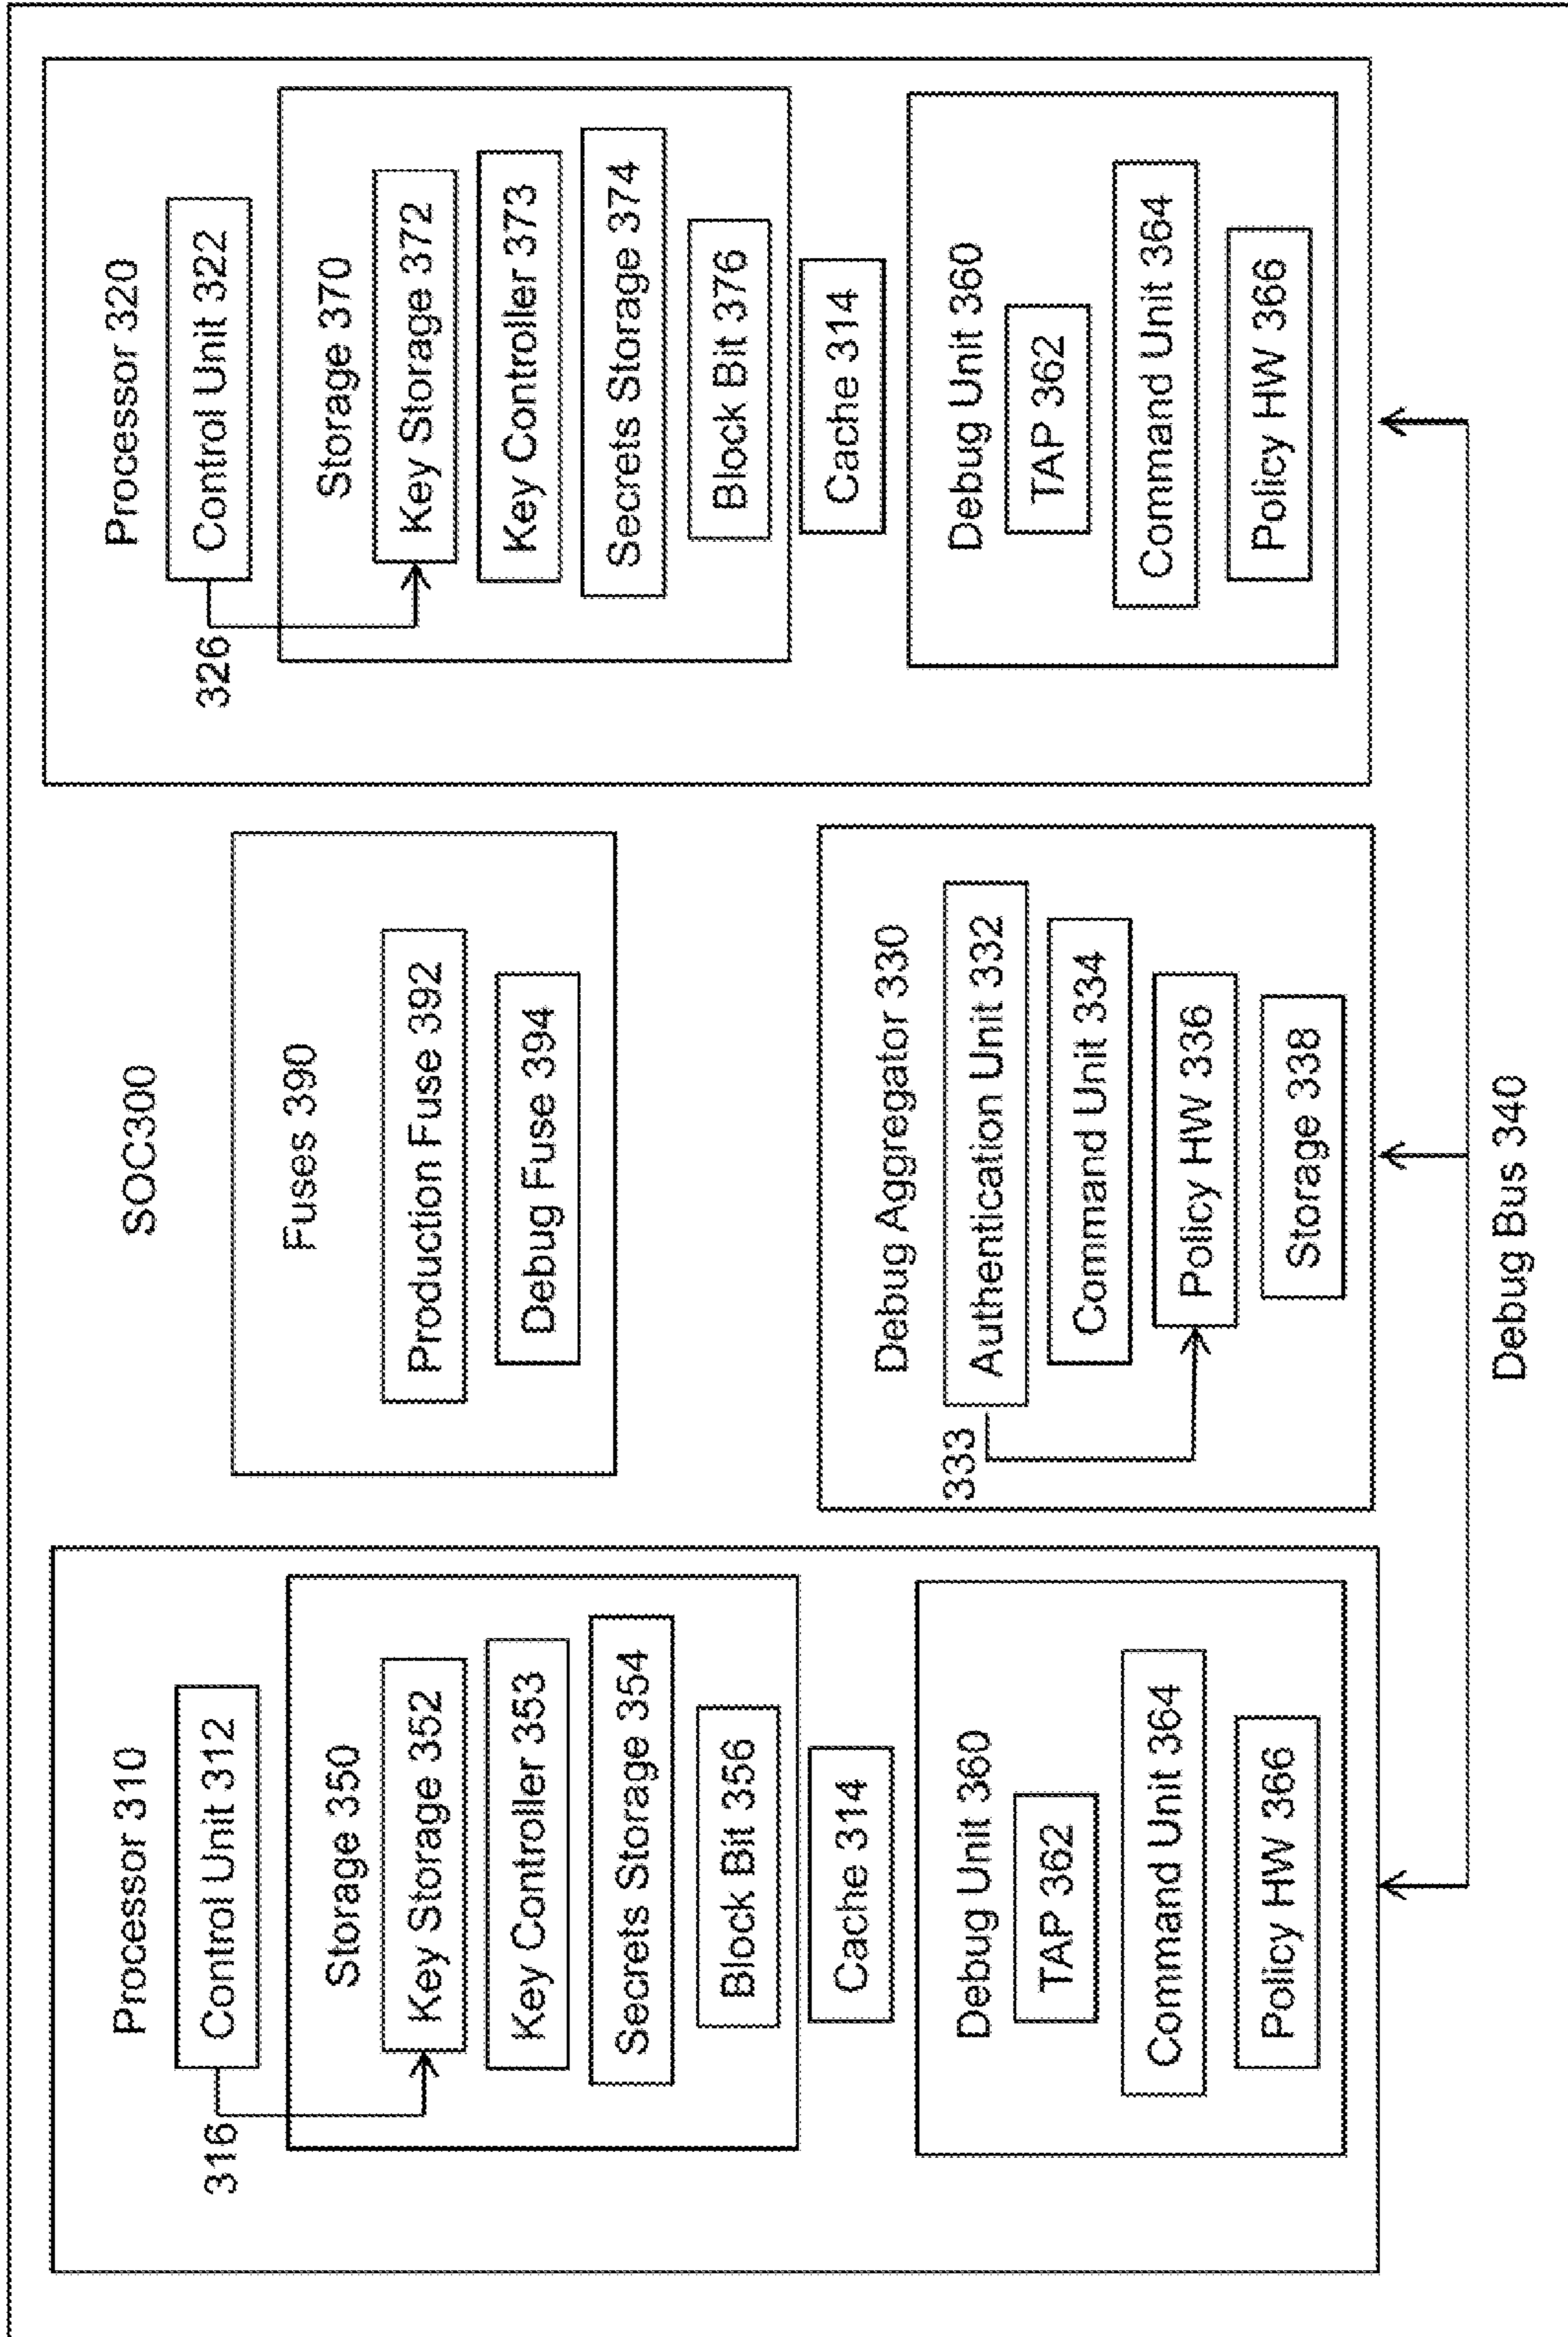 SOC300
Processor 310
Control Unit 312
316
Storage 350
Key Storage 352
Key Controller 353
Secrets Storage 354
Block Bit 356
Cache 314
Debug Unit 360
TAP 362
Command Unit 364
Policy HW 366
Fuses 390
Production Fuse 392
Debug Fuse 394
Debug Aggregator 330
Authentication Unit 332
333
Command Unit 334
Policy HW 336
Storage 338
Processor 320
Control Unit 322
326
Storage 370
Key Storage 372
Key Controller 373
Secrets Storage 374
Block Bit 376
Cache 314
Debug Unit 360
TAP 362
Command Unit 364
Policy HW 366
Debug Bus 340